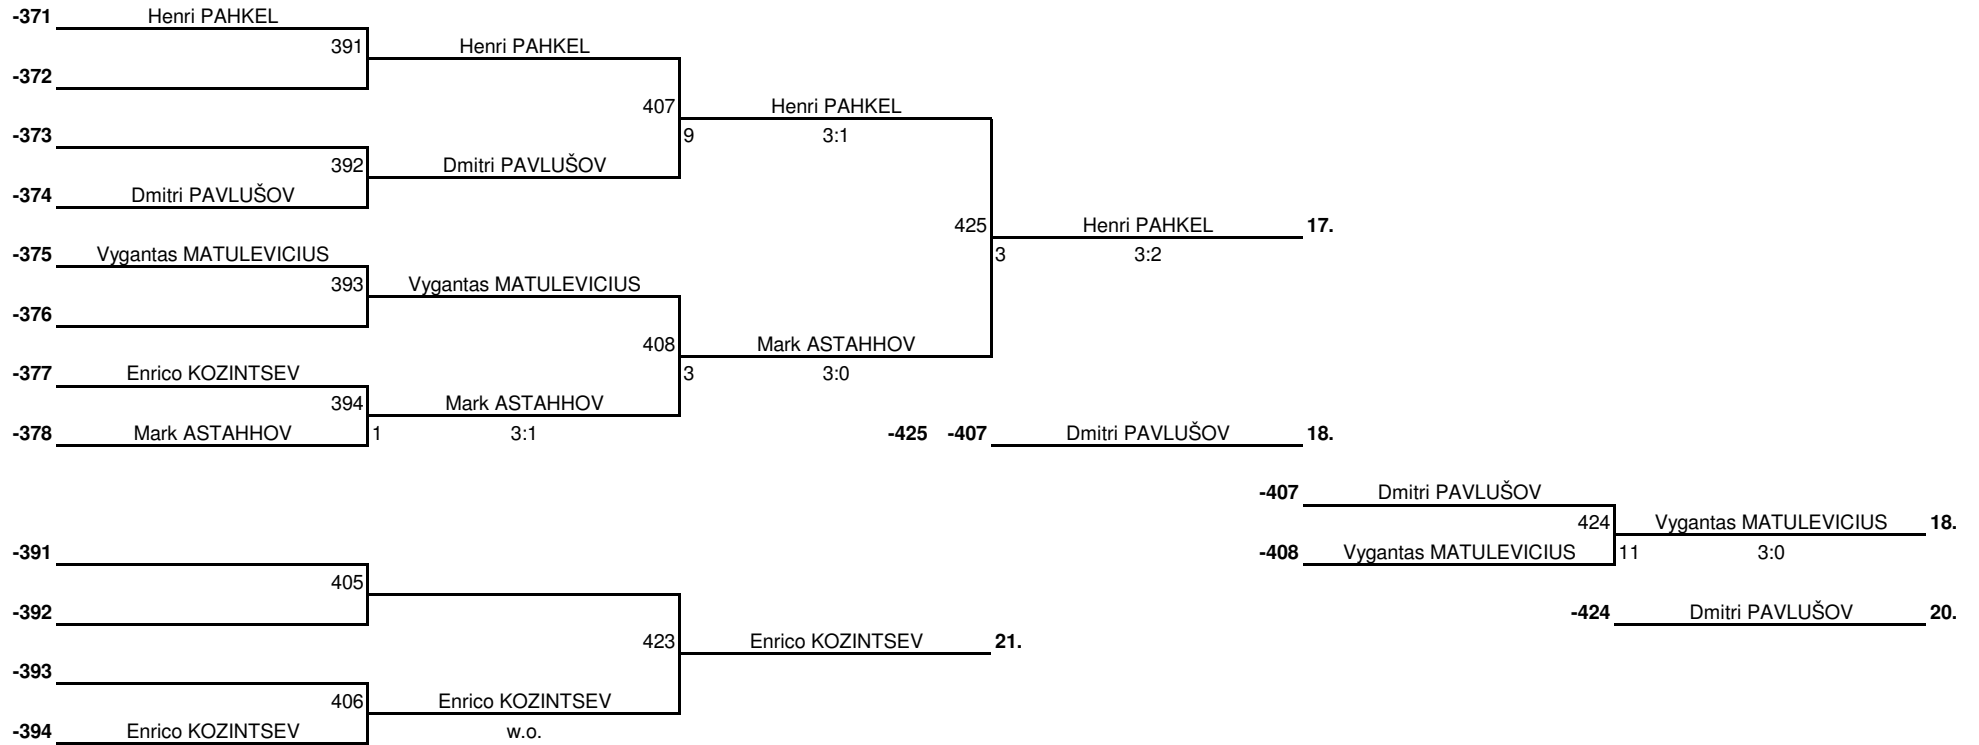 -371 Henri PAHKEL
391 Henri PAHKEL
-372
407 Henri PAHKEL
-373 9 3:1
392 Dmitri PAVLUŠOV
-374 Dmitri PAVLUŠOV
425 Henri PAHKEL 17.
-375 Vygantas MATULEVICIUS 3 3:2
393 Vygantas MATULEVICIUS
-376
408 Mark ASTAHHOV
-377 Enrico KOZINTSEV 3 3:0
394 Mark ASTAHHOV
-378 Mark ASTAHHOV 1 3:1 -425 -407 Dmitri PAVLUŠOV 18.
-407 Dmitri PAVLUŠOV
424 Vygantas MATULEVICIUS 18.
-391 -408 Vygantas MATULEVICIUS 11 3:0
405
-392 -424 Dmitri PAVLUŠOV 20.
423 Enrico KOZINTSEV 21.
-393
406 Enrico KOZINTSEV
-394 Enrico KOZINTSEV w.o.